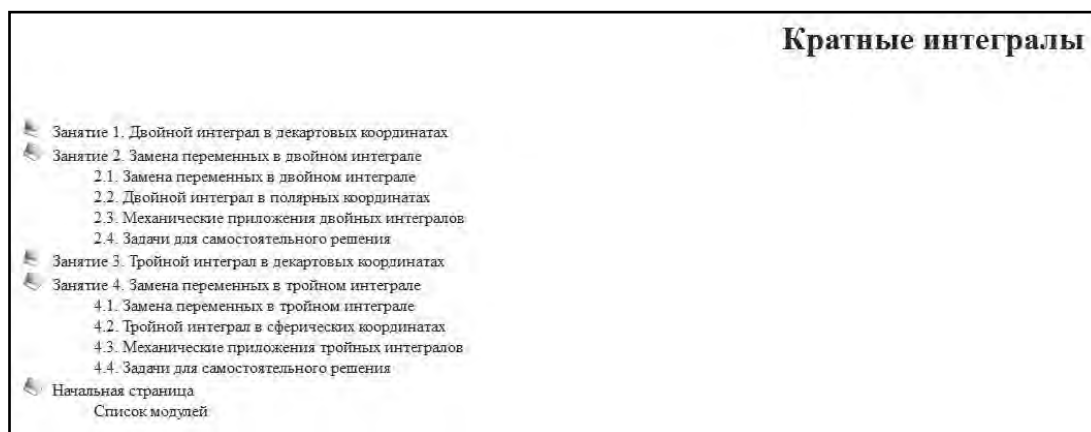 Кратные интегралы
Занятие 1. Двойной интеграл в декартовых координатах
Занятие 2. Замена переменных в двойном интеграле
2.1. Замена переменных в двойном интеграле
2.2. Двойной интеграл в полярных координатах
2.3. Механические приложения двойных интегралов
2.4. Задачи для самостоятельного решения
Занятие 3. Тройной интеграл в декартовых координатах
Занятие 4. Замена переменных в тройном интеграле
4.1. Замена переменных в тройном интеграле
4.2. Тройной интеграл в сферических координатах
4.3. Механические приложения тройных интегралов
4.4. Задачи для самостоятельного решения
Начальная страница
Список модулей